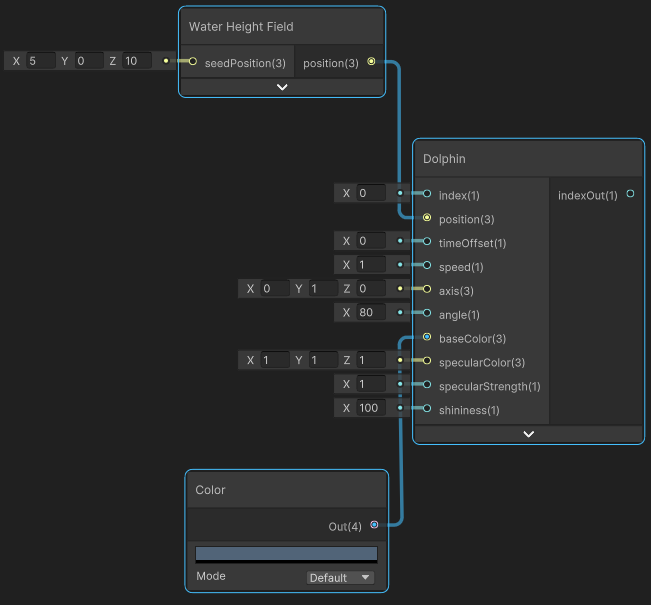 Water Height Field
X 5 Y 0 Z 10 seedPosition(3) position(3)
Dolphin
X 0 index(1) indexOut(1)
position(3)
X 0 timeOffset(1)
X 1 speed(1)
X 0 Y 1 Z 0 axis(3)
X 80 angle(1)
baseColor(3)
X 1 Y 1 Z 1 specularColor(3)
X 1 specularStrength(1)
X 100 shininess(1)
Color
Out(4)
Mode Default